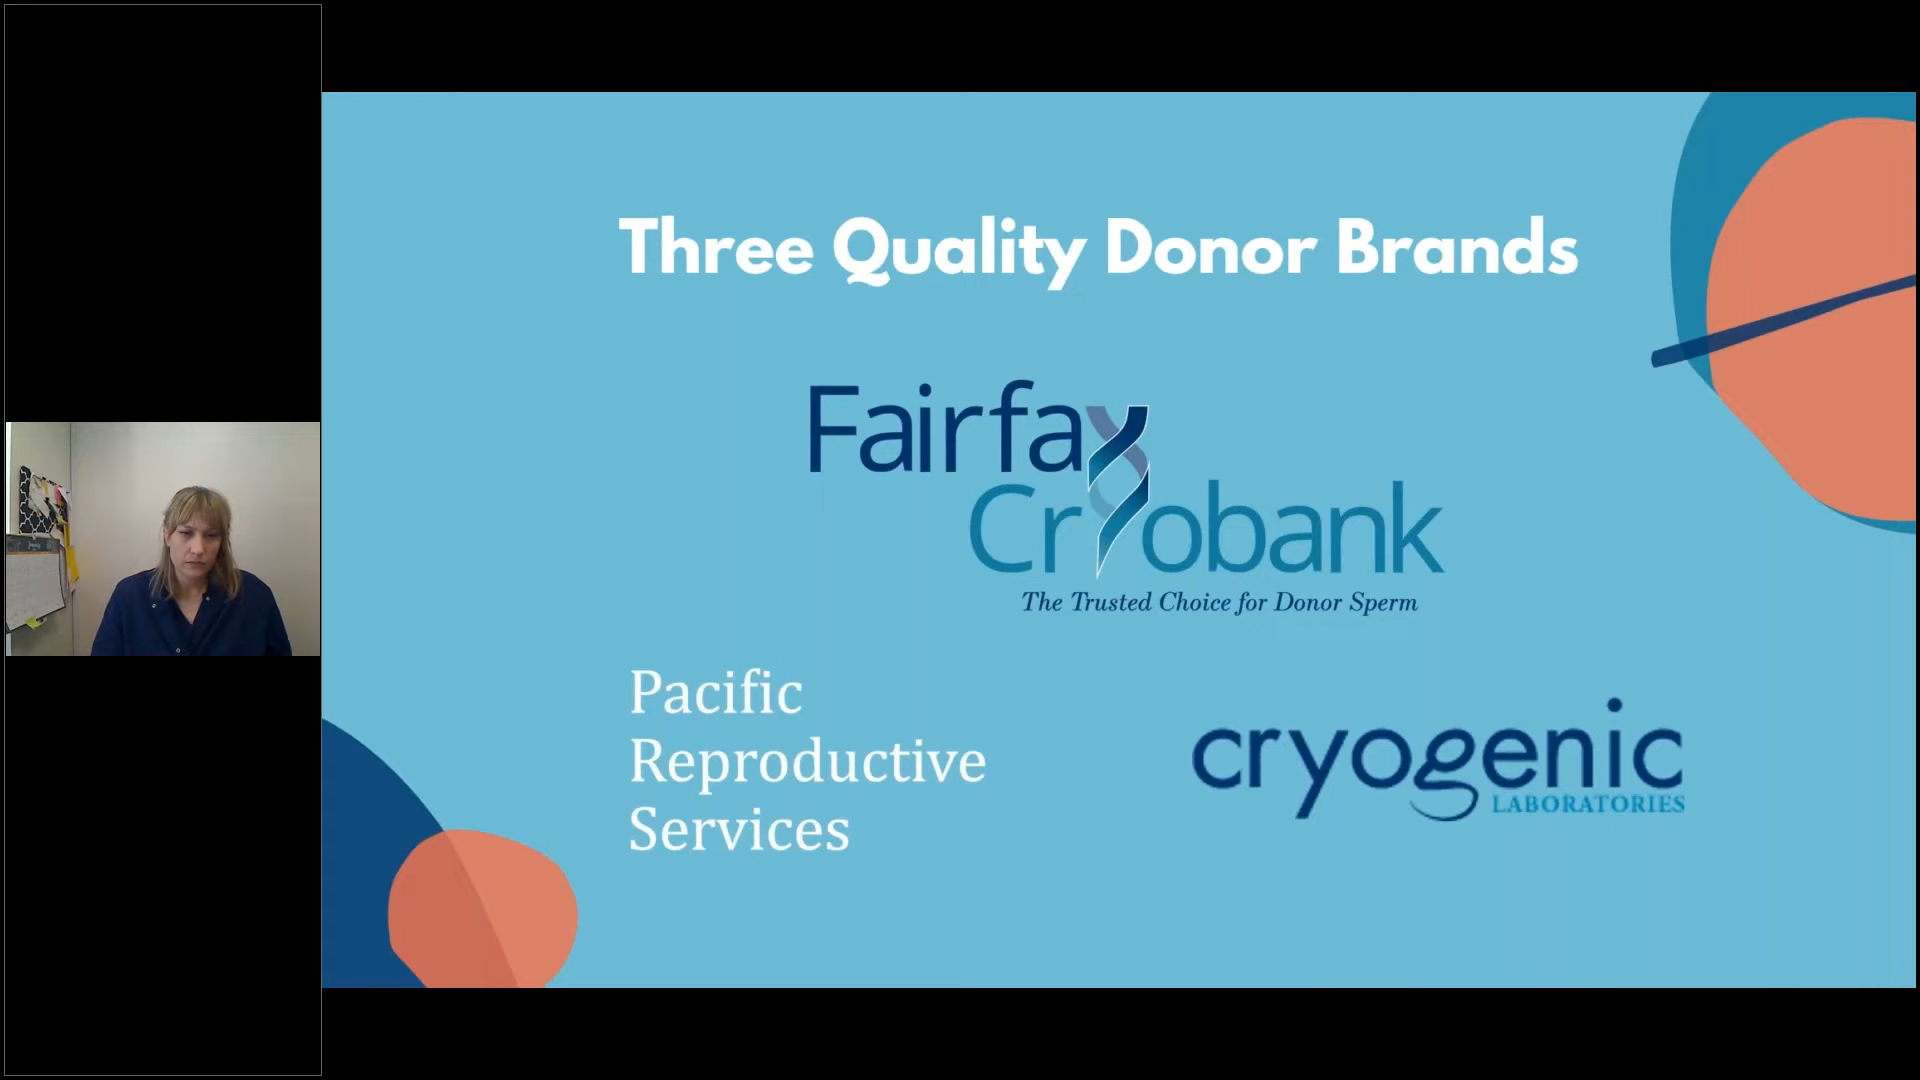 Three Quality Donor Brands
Fairfax
Cryobank
The Trusted Choice for Donor Sperm
Pacific
Reproductive
Services
cryogenic
LABORATORIES